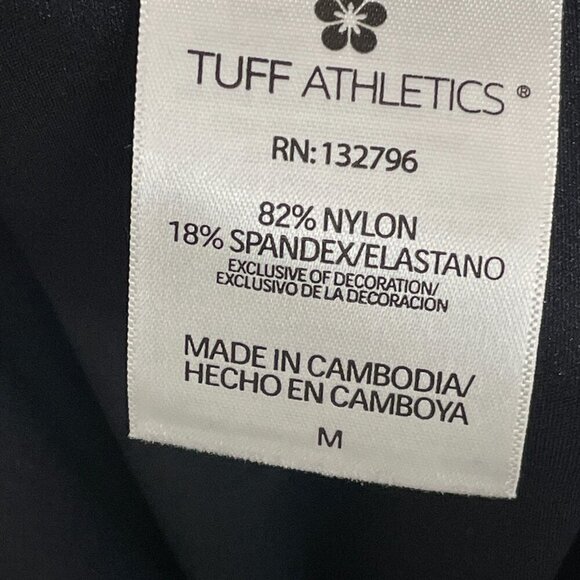 TUFF ATHLETICS®
RN: 132796
82% NYLON
18% SPANDEX/ELASTANO
EXCLUSIVE OF DECORATION/
EXCLUSIVO DE LA DECORACION
MADE IN CAMBODIA/
HECHO EN CAMBOYA
M